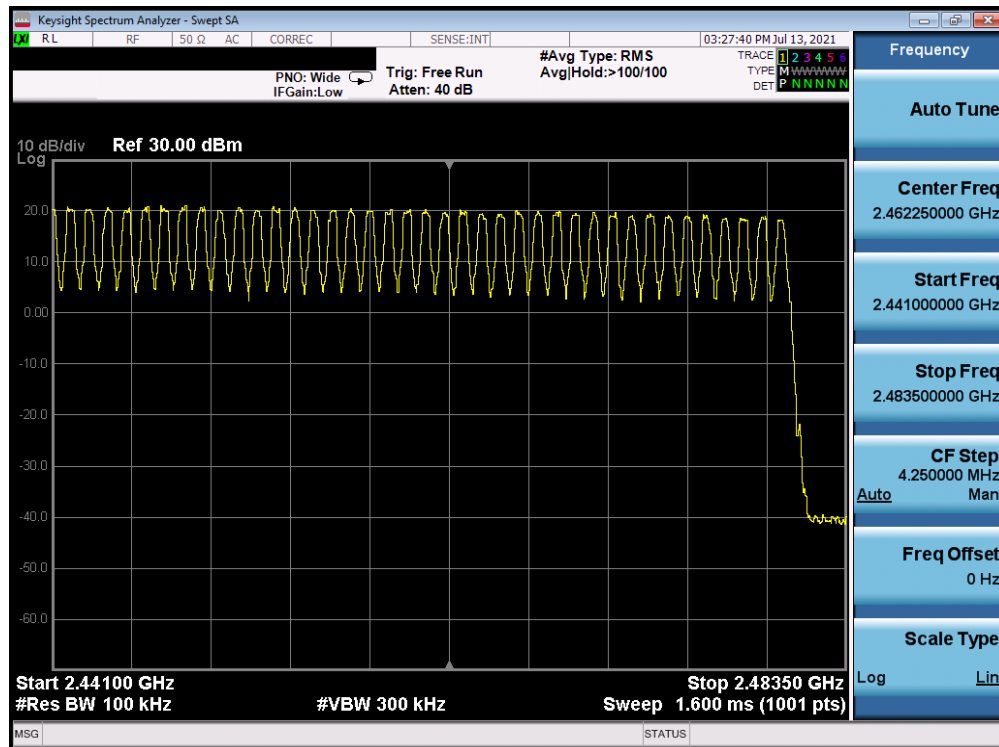 Keysight Spectrum Analyzer - Swept SA
LXI RL RF 50 Ω AC CORREC SENSE:INT 03:27:40 PM Jul 13, 2021
PNO: Wide
IFGain:Low
Trig: Free Run
Atten: 40 dB
#Avg Type: RMS
Avg|Hold:>100/100
TRACE 1 2 3 4 5 6
TYPE M WWWWW
DET P N N N N N
10 dB/div Ref 30.00 dBm
Log
20.0
10.0
0.00
-10.0
-20.0
-30.0
-40.0
-50.0
-60.0
Start 2.44100 GHz Stop 2.48350 GHz
#Res BW 100 kHz #VBW 300 kHz Sweep 1.600 ms (1001 pts)
MSG STATUS
Frequency
Auto Tune
Center Freq
2.462250000 GHz
Start Freq
2.441000000 GHz
Stop Freq
2.483500000 GHz
CF Step
4.250000 MHz
Auto Man
Freq Offset
0 Hz
Scale Type
Log Lin